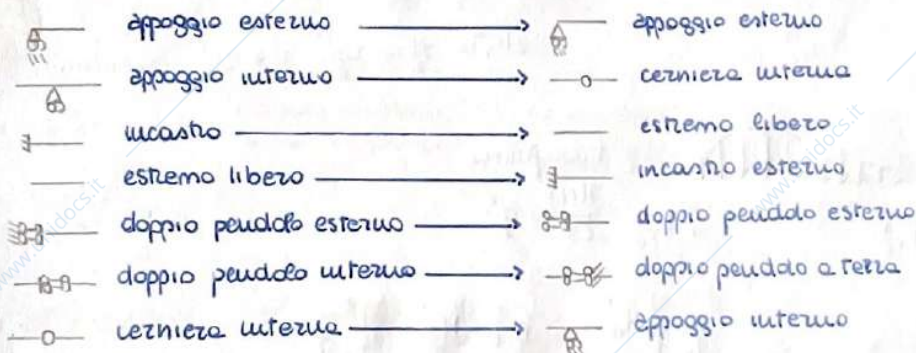 appoggio esterno → appoggio esterno
appoggio interno → cerniera interna
incastro → estremo libero
estremo libero → incastro esterno
doppio pendolo esterno → doppio pendolo esterno
doppio pendolo interno → doppio pendolo a terra
cerniera interna → appoggio interno